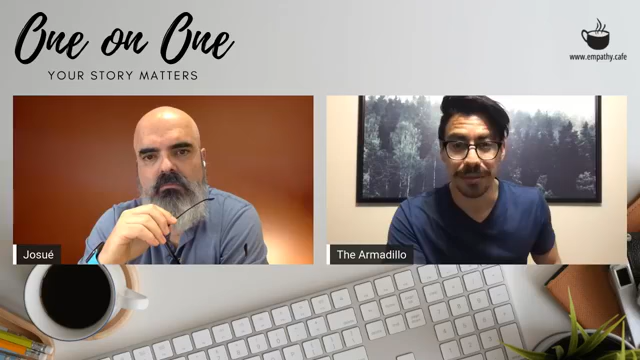 One on One
YOUR STORY MATTERS
www.empathy.cafe
Josué
The Armadillo